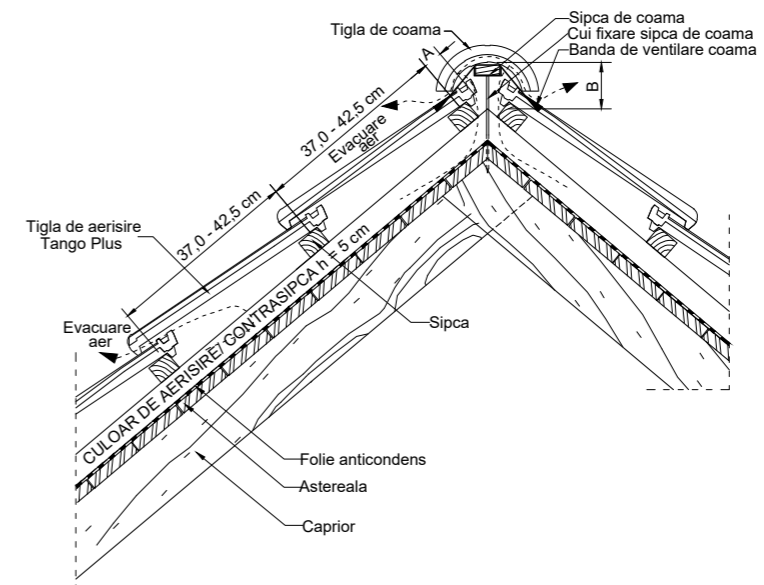 Sipca de coama
Tigla de coama
Cui fixare sipca de coama
Banda de ventilare coama
A
B
37,0 - 42,5 cm
Evacuare
aer
37,0 - 42,5 cm
Tigla de aerisire
Tango Plus
Evacuare
aer
Sipca
CULOAR DE AERISIRE/ CONTRASIPCA h = 5 cm
Folie anticondens
Astereala
Caprior